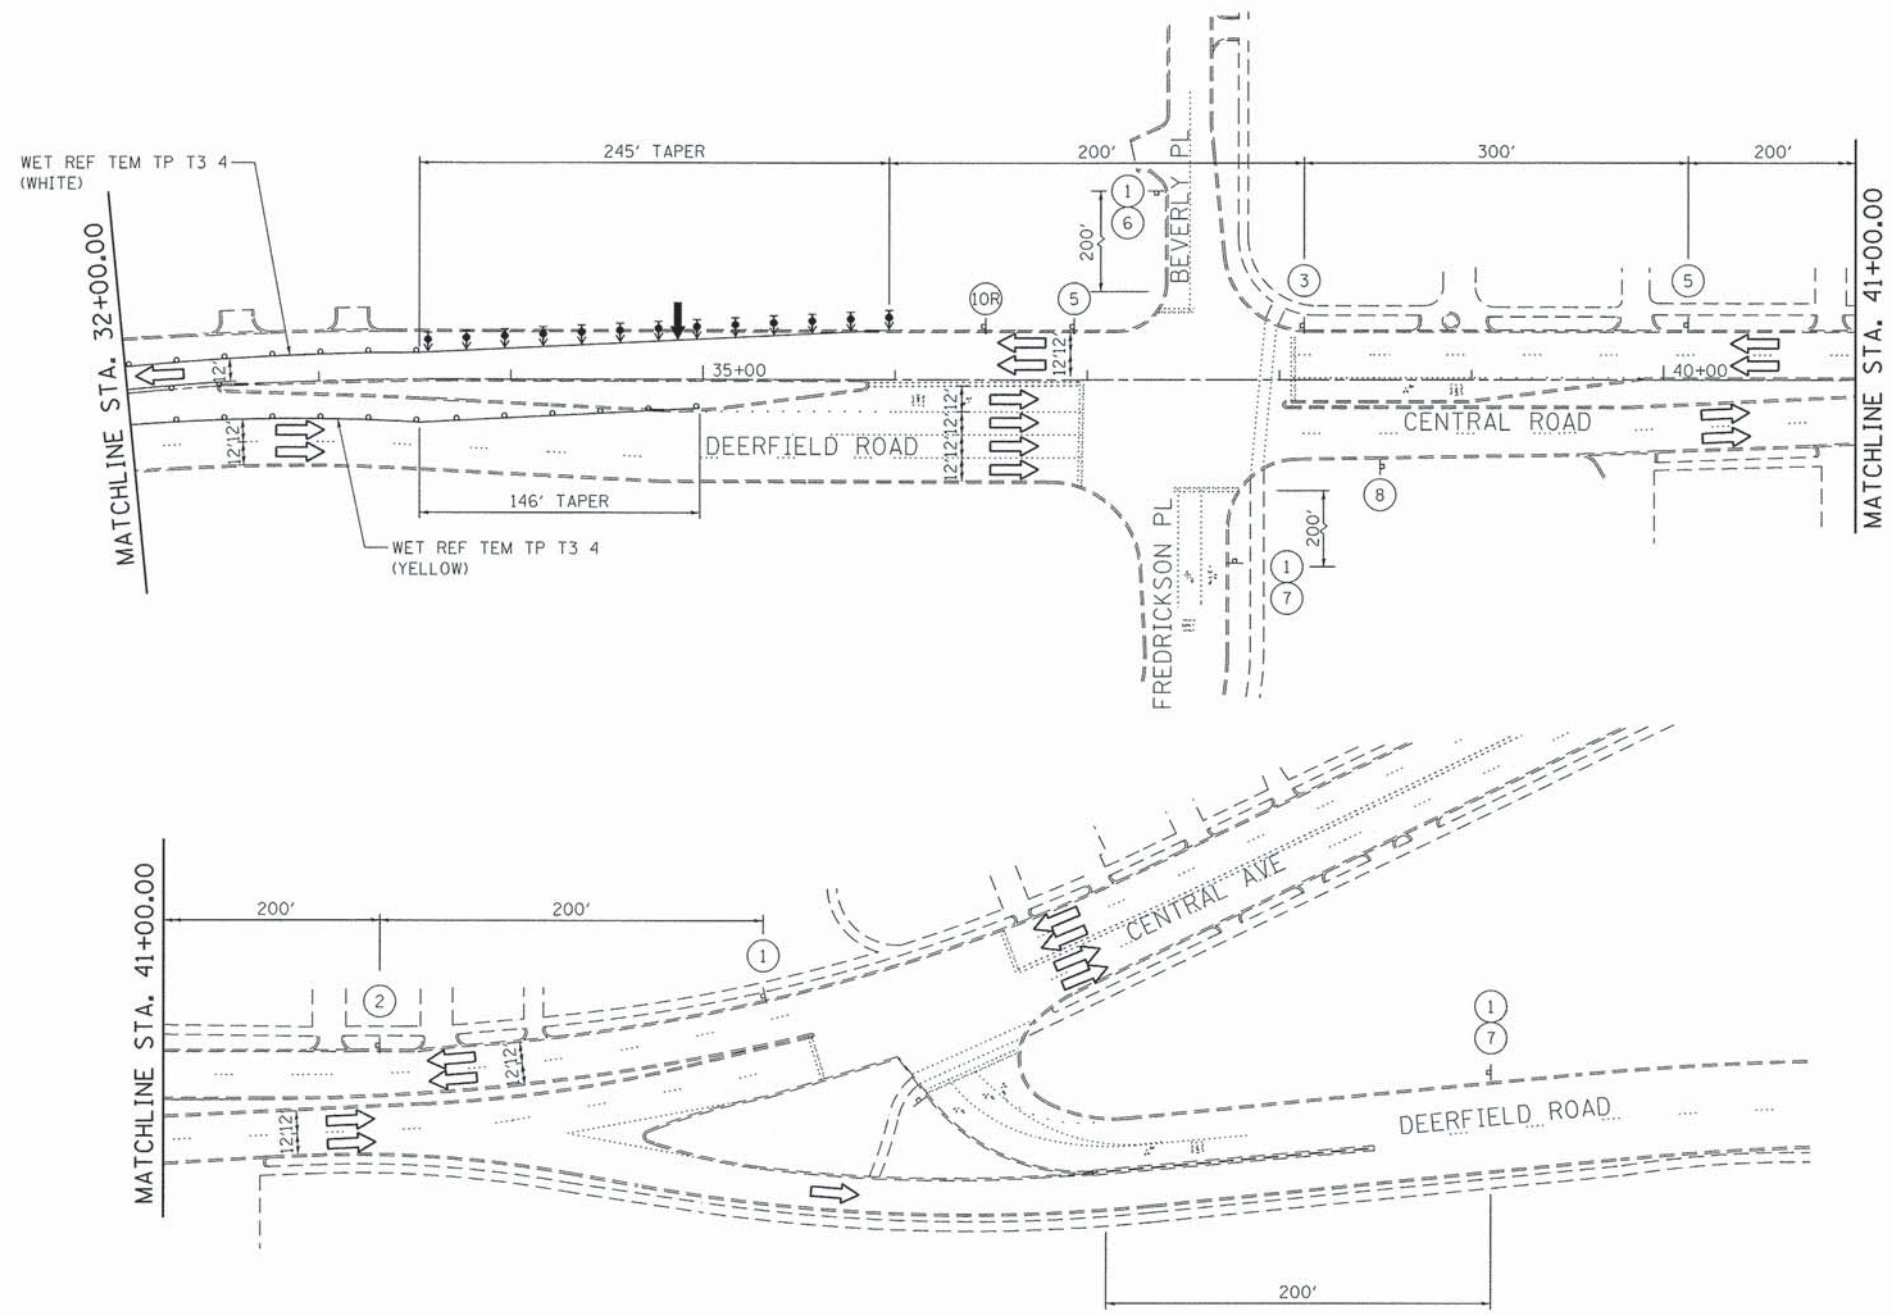 WET REF TEM TP T3 4
(WHITE)
MATCHLINE STA. 32+00.00
245' TAPER
200'
300'
200'
MATCHLINE STA. 41+00.00
1
6
200'
BEVERLY PL
10R
5
3
5
12'
12'12'
35+00
40+00
12'12'
12'12'12'12'
DEERFIELD ROAD
CENTRAL ROAD
146' TAPER
8
WET REF TEM TP T3 4
(YELLOW)
FREDRICKSON PL
200'
1
7
MATCHLINE STA. 41+00.00
200'
200'
2
1
12'12'
12'12'
CENTRAL AVE
1
7
DEERFIELD ROAD
200'